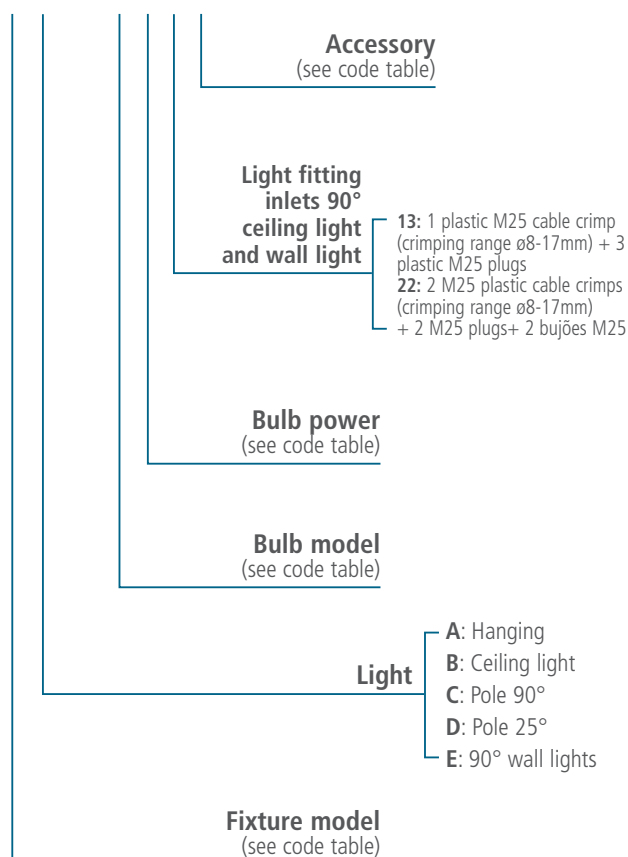 Accessory
(see code table)
Light fitting
inlets 90°
ceiling light
and wall light
13: 1 plastic M25 cable crimp
(crimping range ø8-17mm) + 3
plastic M25 plugs
22: 2 M25 plastic cable crimps
(crimping range ø8-17mm)
+ 2 M25 plugs+ 2 bujões M25
Bulb power
(see code table)
Bulb model
(see code table)
Light
A: Hanging
B: Ceiling light
C: Pole 90°
D: Pole 25°
E: 90° wall lights
Fixture model
(see code table)